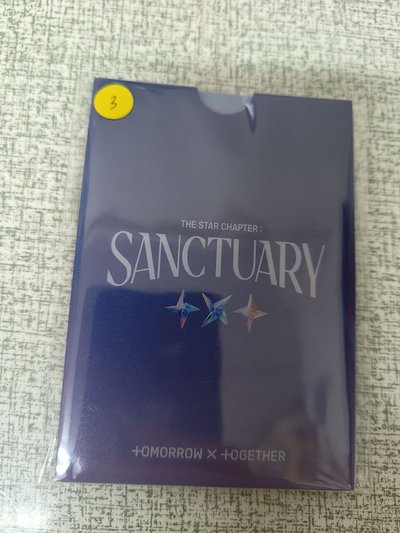 3
THE STAR CHAPTER :
SANCTUARY
TOMORROW X TOGETHER